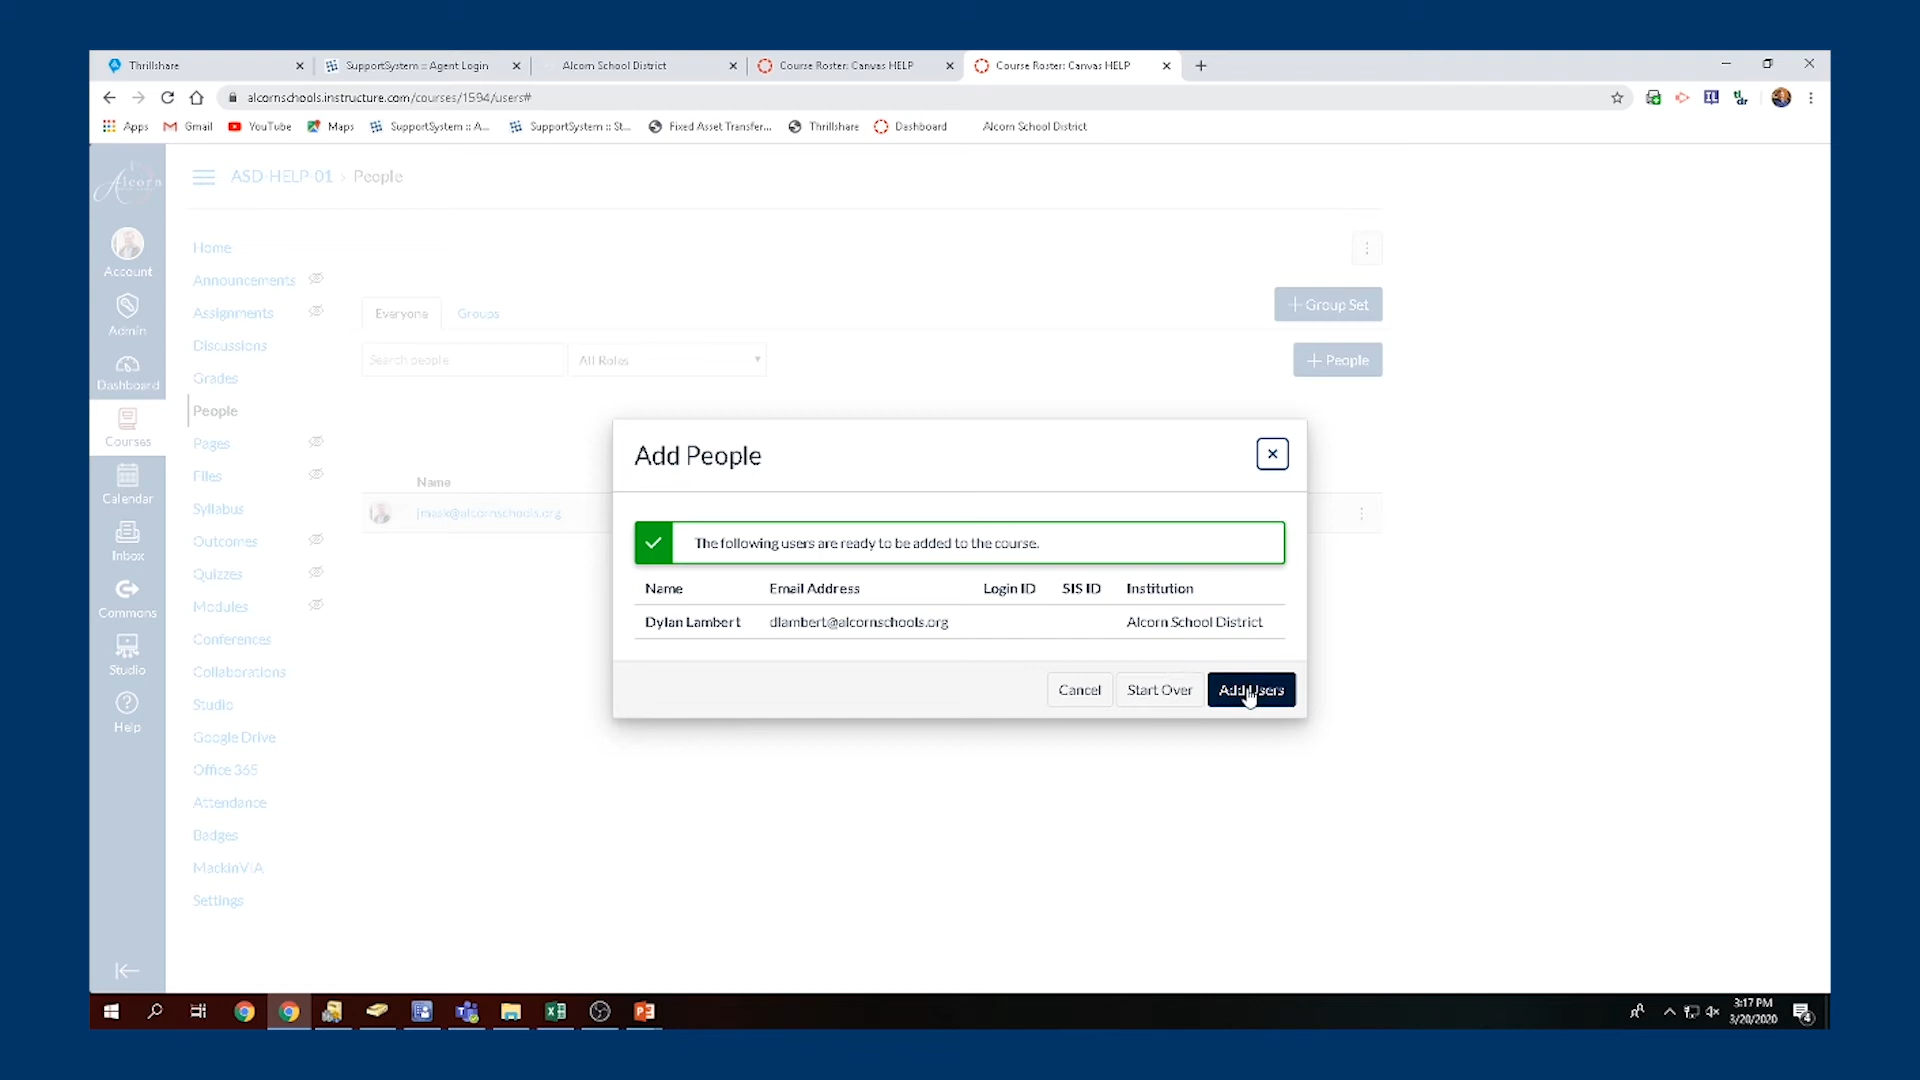 Thrillshare
SupportSystem :: Agent Login
Alcorn School District
Course Roster: Canvas HELP
Course Roster: Canvas HELP
alcornschools.instructure.com/courses/1594/users#
Apps
Gmail
YouTube
Maps
SupportSystem :: A...
SupportSystem :: St...
Fixed Asset Transfer...
Thrillshare
Dashboard
Alcorn School District
Alcorn
Account
Admin
Dashboard
Courses
Calendar
Inbox
Commons
Studio
Help
ASD-HELP-01 › People
Home
Announcements
Assignments
Discussions
Grades
People
Pages
Files
Syllabus
Outcomes
Quizzes
Modules
Conferences
Collaborations
Studio
Google Drive
Office 365
Attendance
Badges
MackinVIA
Settings
Everyone
Groups
+ Group Set
Search people
All Roles
+ People
Name
jmask@alcornschools.org
Add People
The following users are ready to be added to the course.
Name Email Address Login ID SIS ID Institution
Dylan Lambert dlambert@alcornschools.org Alcorn School District
Cancel
Start Over
Add Users
3:17 PM
3/20/2020
4